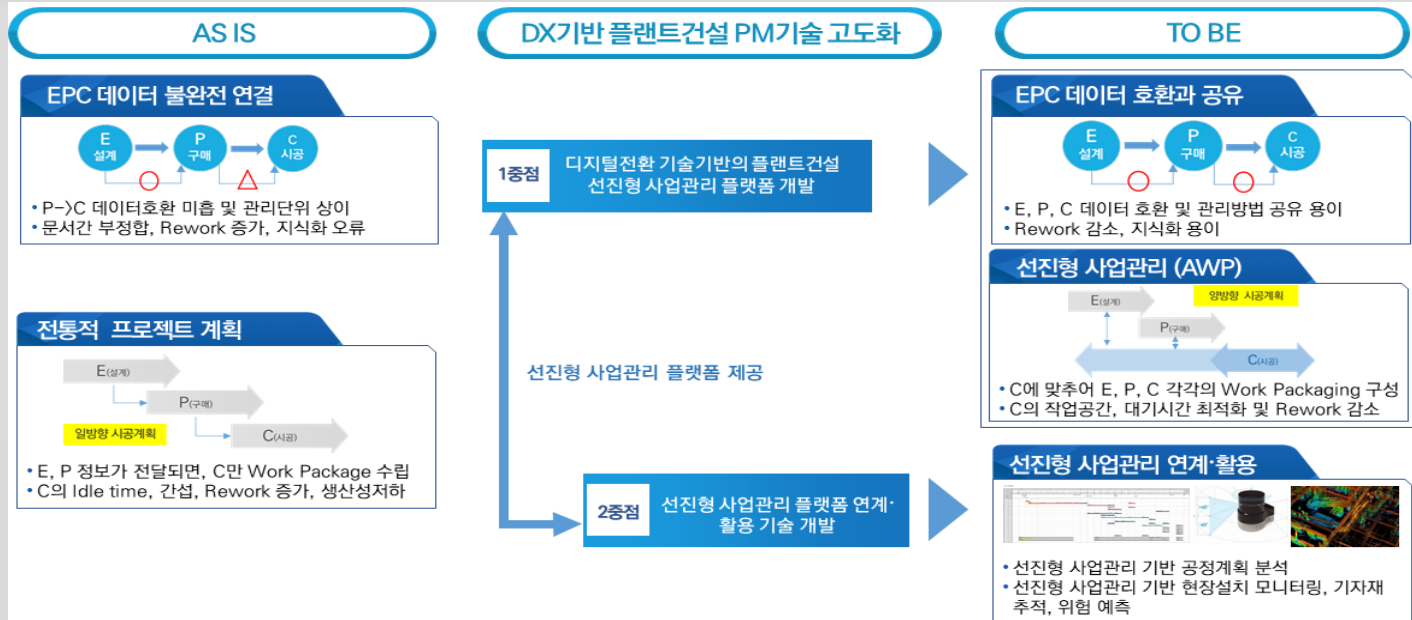 AS IS
DX기반 플랜트건설 PM기술 고도화
TO BE
EPC 데이터 불완전 연결
E
설계
P
구매
C
시공
• P->C 데이터호환 미흡 및 관리단위 상이
• 문서간 부정합, Rework 증가, 지식화 오류
전통적 프로젝트 계획
E(설계)
P(구매)
일방향 시공계획
C(시공)
• E, P 정보가 전달되면, C만 Work Package 수립
• C의 Idle time, 간섭, Rework 증가, 생산성저하
1중점
디지털전환 기술기반의 플랜트건설
선진형 사업관리 플랫폼 개발
선진형 사업관리 플랫폼 제공
2중점
선진형 사업관리 플랫폼 연계·
활용 기술 개발
EPC 데이터 호환과 공유
E
설계
P
구매
C
시공
• E, P, C 데이터 호환 및 관리방법 공유 용이
• Rework 감소, 지식화 용이
선진형 사업관리 (AWP)
E(설계)
양방향 시공계획
P(구매)
C(시공)
• C에 맞추어 E, P, C 각각의 Work Packaging 구성
• C의 작업공간, 대기시간 최적화 및 Rework 감소
선진형 사업관리 연계·활용
• 선진형 사업관리 기반 공정계획 분석
• 선진형 사업관리 기반 현장설치 모니터링, 기자재
추적, 위험 예측